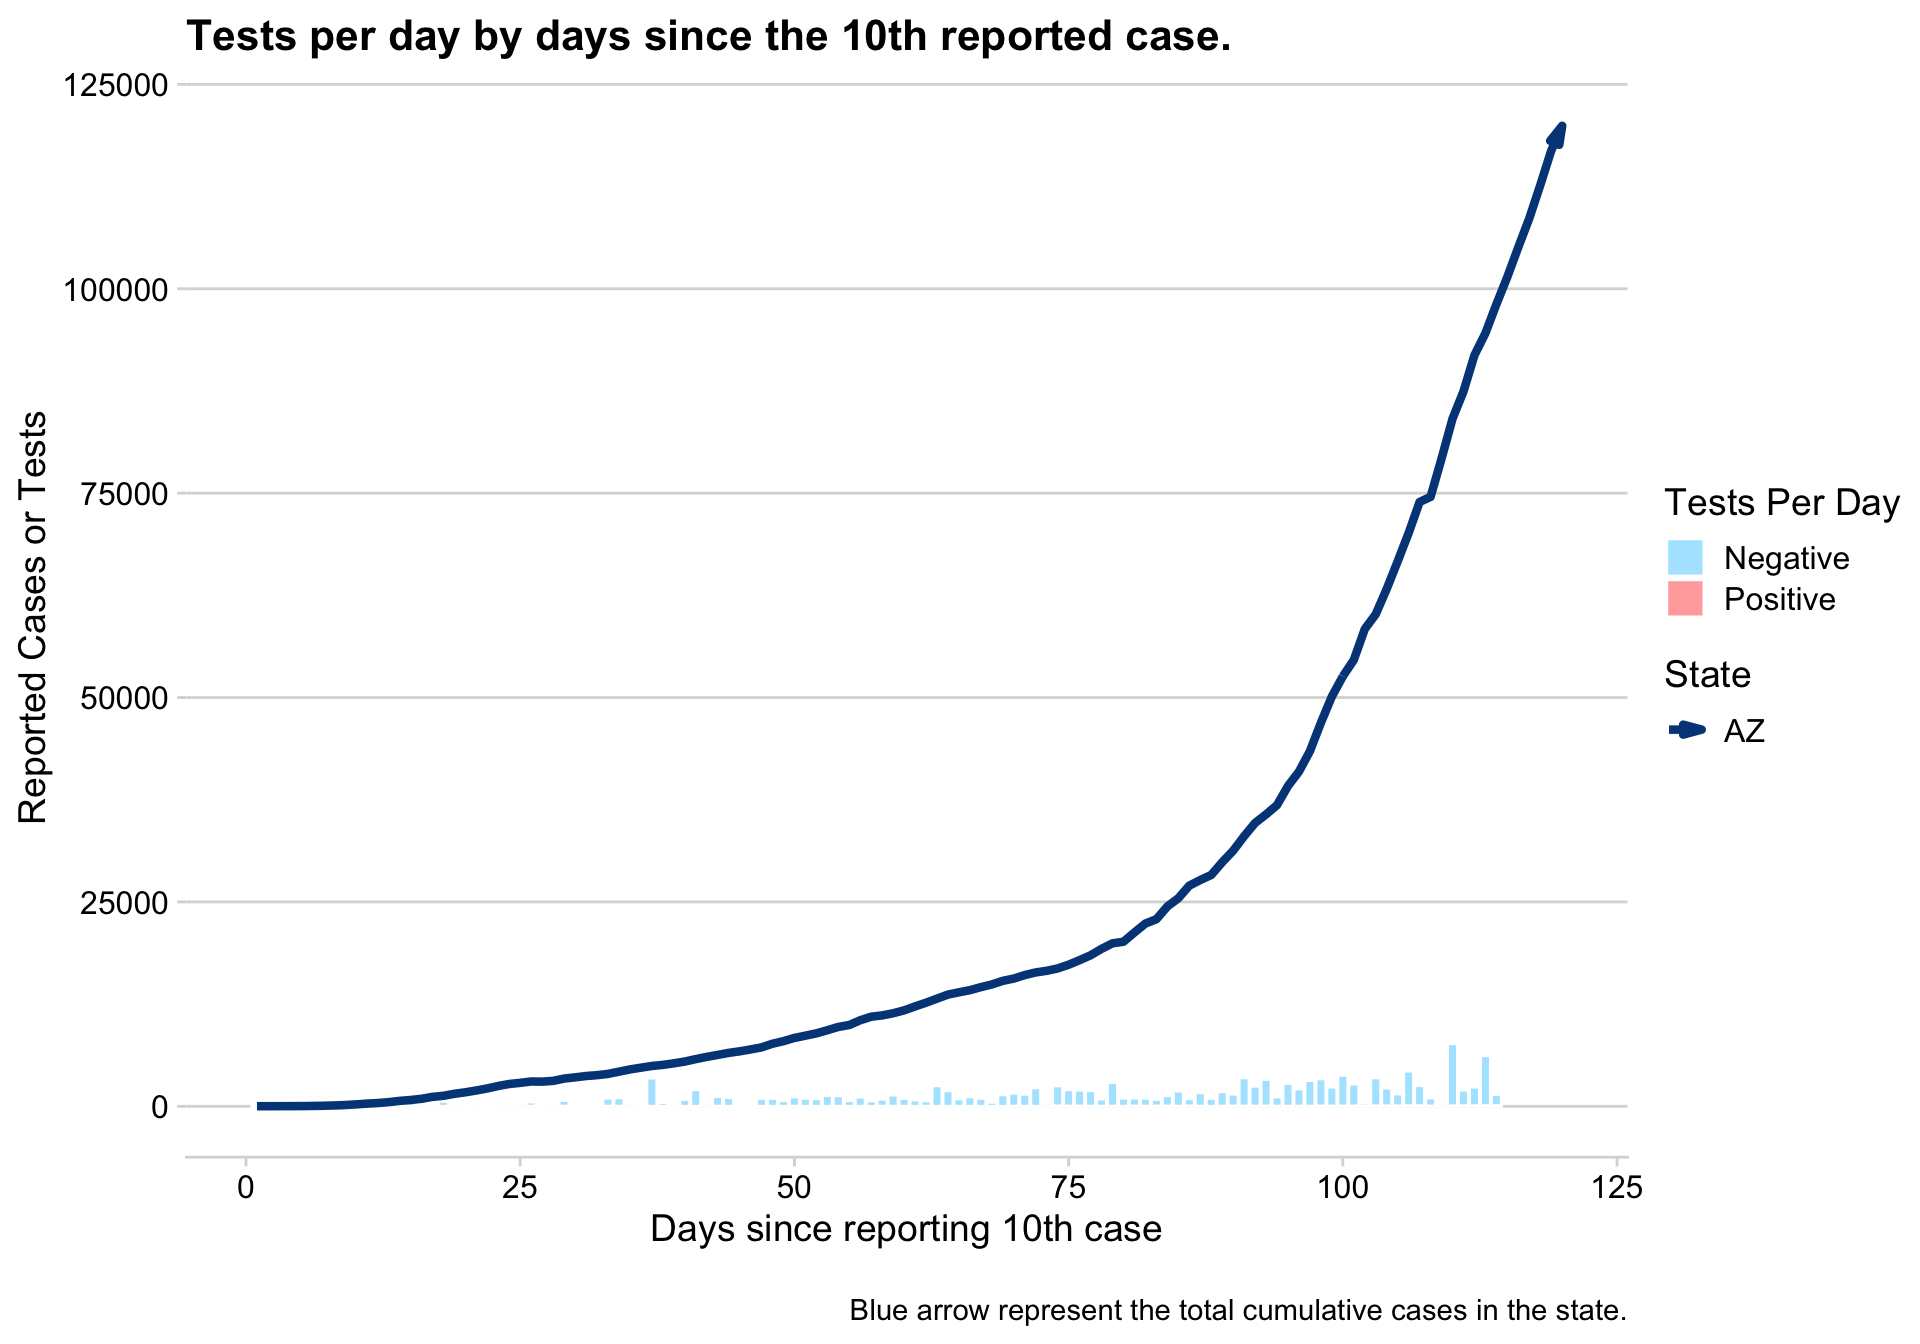 Tests per day by days since the 10th reported case.
125000
100000
75000
50000
25000
0
Reported Cases or Tests
0 25 50 75 100 125
Days since reporting 10th case
Tests Per Day
Negative
Positive
State
AZ
Blue arrow represent the total cumulative cases in the state.